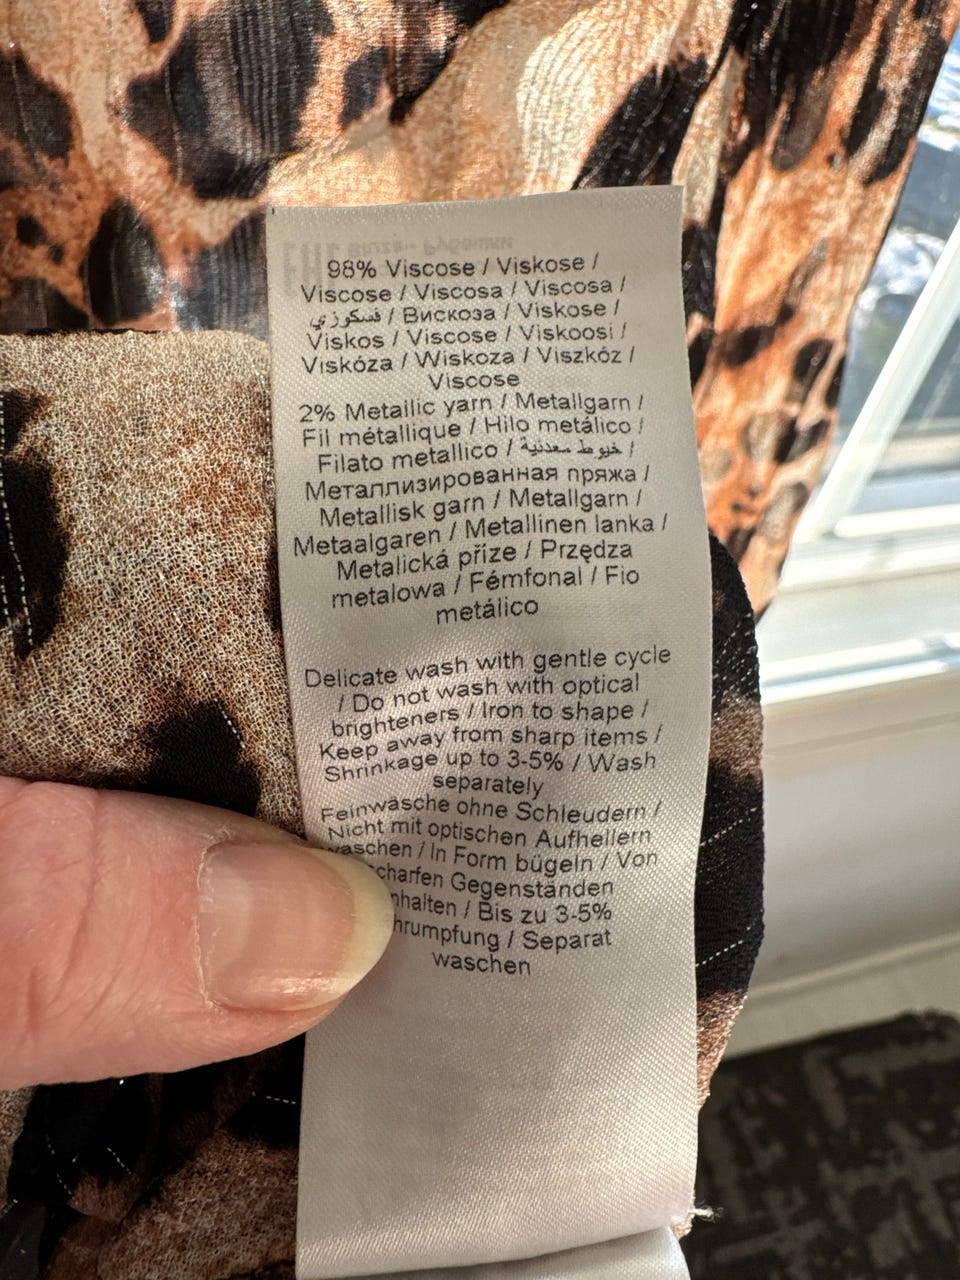 98% Viscose / Viskose /
Viscose / Viscosa / Viscosa /
فسكوزي / Вискоза / Viskose /
Viskos / Viscose / Viskoosi /
Viskóza / Wiskoza / Viszkóz /
Viscose
2% Metallic yarn / Metallgarn /
Fil métallique / Hilo metálico /
Filato metallico / خيوط معدنية /
Металлизированная пряжа /
Metallisk garn / Metallgarn /
Metaalgaren / Metallinen lanka /
Metalická příze / Przędza
metalowa / Fémfonal / Fio
metálico
Delicate wash with gentle cycle
/ Do not wash with optical
brighteners / Iron to shape /
Keep away from sharp items /
Shrinkage up to 3-5% / Wash
separately
Feinwäsche ohne Schleudern /
Nicht mit optischen Aufhellern
waschen / In Form bügeln / Von
charfen Gegenständen
nhalten / Bis zu 3-5%
hrumpfung / Separat
waschen